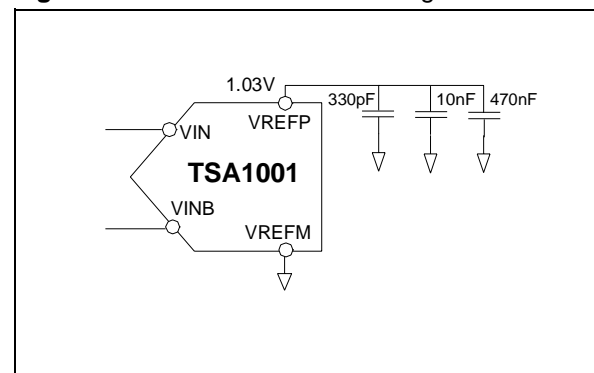 1.03V
330pF
10nF
470nF
VREFP
VIN
TSA1001
VINB
VREFM